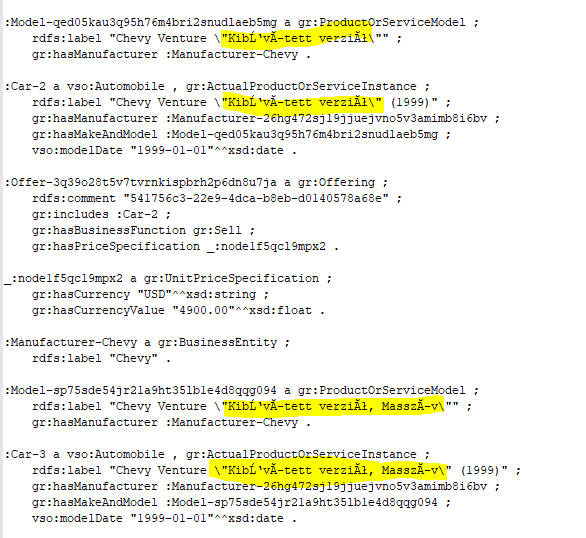 :Model-qed05kau3q95h76m4bri2snudlaeb5mg a gr:ProductOrServiceModel ;
rdfs:label "Chevy Venture \"KibĹ‘vĂ­tett verziĂł\"" ;
gr:hasManufacturer :Manufacturer-Chevy .
:Car-2 a vso:Automobile , gr:ActualProductOrServiceInstance ;
rdfs:label "Chevy Venture \"KibĹ‘vĂ­tett verziĂł\" (1999)" ;
gr:hasManufacturer :Manufacturer-26hg472sjl9jjuejvno5v3amimb8i6bv ;
gr:hasMakeAndModel :Model-qed05kau3q95h76m4bri2snudlaeb5mg ;
vso:modelDate "1999-01-01"^^xsd:date .
:Offer-3q39o28t5v7tvrnkispbrh2p6dn8u7ja a gr:Offering ;
rdfs:comment "541756c3-22e9-4dca-b8eb-d0140578a68e" ;
gr:includes :Car-2 ;
gr:hasBusinessFunction gr:Sell ;
gr:hasPriceSpecification _:node1f5qcl9mpx2 .
_:node1f5qcl9mpx2 a gr:UnitPriceSpecification ;
gr:hasCurrency "USD"^^xsd:string ;
gr:hasCurrencyValue "4900.00"^^xsd:float .
:Manufacturer-Chevy a gr:BusinessEntity ;
rdfs:label "Chevy" .
:Model-sp75sde54jr21a9ht35lble4d8qqg094 a gr:ProductOrServiceModel ;
rdfs:label "Chevy Venture \"KibĹ‘vĂ­tett verziĂł, MasszĂ­v\"" ;
gr:hasManufacturer :Manufacturer-Chevy .
:Car-3 a vso:Automobile , gr:ActualProductOrServiceInstance ;
rdfs:label "Chevy Venture \"KibĹ‘vĂ­tett verziĂł, MasszĂ­v\" (1999)" ;
gr:hasManufacturer :Manufacturer-26hg472sjl9jjuejvno5v3amimb8i6bv ;
gr:hasMakeAndModel :Model-sp75sde54jr21a9ht35lble4d8qqg094 ;
vso:modelDate "1999-01-01"^^xsd:date .